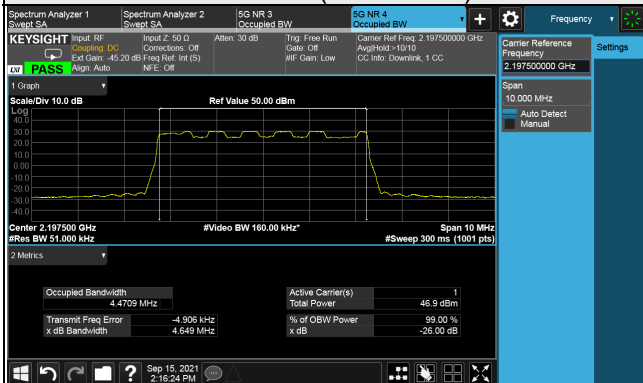 Spectrum Analyzer 1
Swept SA
Spectrum Analyzer 2
Swept SA
5G NR 3
Occupied BW
5G NR 4
Occupied BW
Frequency
KEYSIGHT
Input: RF
Coupling: DC
Ext Gain: -45.20 dB
Align: Auto
Input Z: 50 Ω
Corrections: Off
Freq Ref: Int (S)
NFE: Off
Atten: 30 dB
Trig: Free Run
Gate: Off
#IF Gain: Low
Carrier Ref Freq: 2.197500000 GHz
Avg|Hold:>10/10
CC Info: Downlink, 1 CC
LXI PASS
Carrier Reference
Frequency
2.197500000 GHz
Settings
Span
10.000 MHz
Auto Detect
Manual
1 Graph
Scale/Div 10.0 dB
Ref Value 50.00 dBm
Log
40.0
30.0
20.0
10.0
0.00
-10.0
-20.0
-30.0
-40.0
Center 2.197500 GHz
#Video BW 160.00 kHz*
Span 10 MHz
#Res BW 51.000 kHz
#Sweep 300 ms (1001 pts)
2 Metrics
Occupied Bandwidth
4.4709 MHz
Active Carrier(s) 1
Total Power 46.9 dBm
Transmit Freq Error -4.906 kHz
% of OBW Power 99.00 %
x dB Bandwidth 4.649 MHz
x dB -26.00 dB
Sep 15, 2021
2:16:24 PM